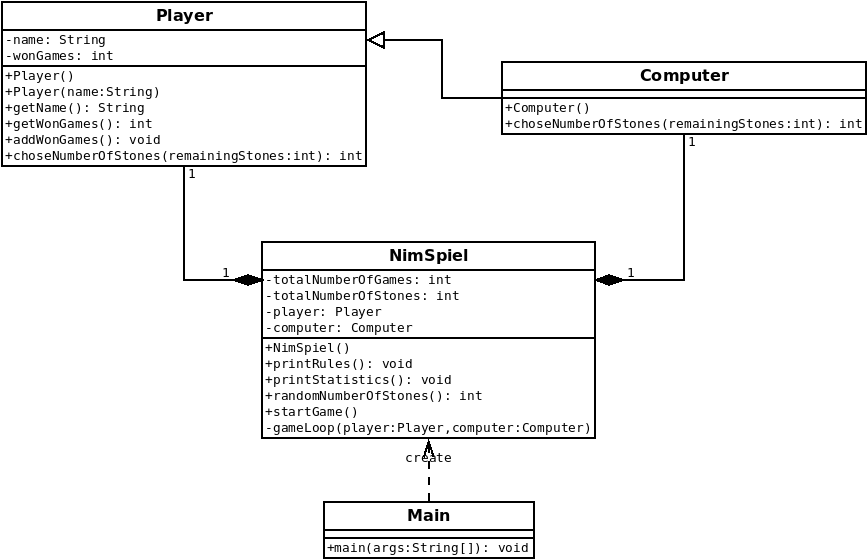 Player
-name: String
-wonGames: int
+Player()
+Player(name:String)
+getName(): String
+getWonGames(): int
+addWonGames(): void
+choseNumberOfStones(remainingStones:int): int
1
Computer
+Computer()
+choseNumberOfStones(remainingStones:int): int
1
1
1
NimSpiel
-totalNumberOfGames: int
-totalNumberOfStones: int
-player: Player
-computer: Computer
+NimSpiel()
+printRules(): void
+printStatistics(): void
+randomNumberOfStones(): int
+startGame()
-gameLoop(player:Player,computer:Computer)
create
Main
+main(args:String[]): void